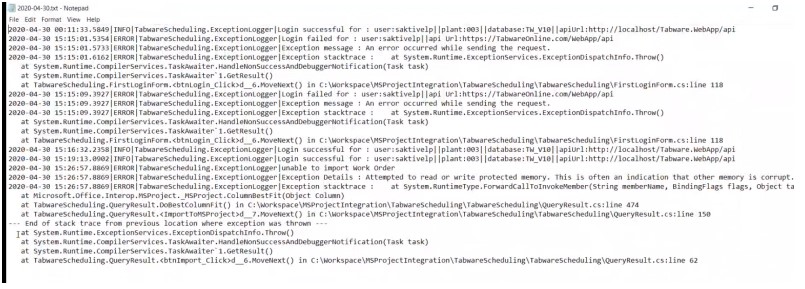 2020-04-30.txt - Notepad
File Edit Format View Help
2020-04-30 00:11:33.5849|INFO|TabwareScheduling.ExceptionLogger|Login successful for : user:saktivelp||plant:003||database:TW_V10||apiUrl:http://localhost/Tabware.WebApp/api
2020-04-30 15:15:01.5354|ERROR|TabwareScheduling.ExceptionLogger|Login failed for : user:saktivelp||api Url:https://TabwareOnline.com/WebApp/api
2020-04-30 15:15:01.5733|ERROR|TabwareScheduling.ExceptionLogger|Exception message : An error occurred while sending the request.
2020-04-30 15:15:01.6162|ERROR|TabwareScheduling.ExceptionLogger|Exception stacktrace :    at System.Runtime.ExceptionServices.ExceptionDispatchInfo.Throw()
   at System.Runtime.CompilerServices.TaskAwaiter.HandleNonSuccessAndDebuggerNotification(Task task)
   at System.Runtime.CompilerServices.TaskAwaiter`1.GetResult()
   at TabwareScheduling.FirstLoginForm.<btnLogin_Click>d__6.MoveNext() in C:\Workspace\MSProjectIntegration\TabwareScheduling\TabwareScheduling\FirstLoginForm.cs:line 118
2020-04-30 15:15:09.3927|ERROR|TabwareScheduling.ExceptionLogger|Login failed for : user:saktivelp||api Url:https://TabwareOnline.com/WebApp/api
2020-04-30 15:15:09.3927|ERROR|TabwareScheduling.ExceptionLogger|Exception message : An error occurred while sending the request.
2020-04-30 15:15:09.3927|ERROR|TabwareScheduling.ExceptionLogger|Exception stacktrace :    at System.Runtime.ExceptionServices.ExceptionDispatchInfo.Throw()
   at System.Runtime.CompilerServices.TaskAwaiter.HandleNonSuccessAndDebuggerNotification(Task task)
   at System.Runtime.CompilerServices.TaskAwaiter`1.GetResult()
   at TabwareScheduling.FirstLoginForm.<btnLogin_Click>d__6.MoveNext() in C:\Workspace\MSProjectIntegration\TabwareScheduling\TabwareScheduling\FirstLoginForm.cs:line 118
2020-04-30 15:16:32.2358|INFO|TabwareScheduling.ExceptionLogger|Login successful for : user:saktivelp||plant:003||database:TW_V10||apiUrl:http://localhost/Tabware.WebApp/api
2020-04-30 15:19:13.0902|INFO|TabwareScheduling.ExceptionLogger|Login successful for : user:saktivelp||plant:003||database:TW_V10||apiUrl:http://localhost/Tabware.WebApp/api
2020-04-30 15:26:57.8869|ERROR|TabwareScheduling.ExceptionLogger|unable to import Work Order
2020-04-30 15:26:57.8869|ERROR|TabwareScheduling.ExceptionLogger|Exception Details : Attempted to read or write protected memory. This is often an indication that other memory is corrupt.
2020-04-30 15:26:57.8869|ERROR|TabwareScheduling.ExceptionLogger|Exception stacktrace :    at System.RuntimeType.ForwardCallToInvokeMember(String memberName, BindingFlags flags, Object ta
   at Microsoft.Office.Interop.MSProject._MSProject.ColumnBestFit(Object Column)
   at TabwareScheduling.QueryResult.DoBestColumnFit() in C:\Workspace\MSProjectIntegration\TabwareScheduling\TabwareScheduling\QueryResult.cs:line 474
   at TabwareScheduling.QueryResult.<ImportToMSProject>d__7.MoveNext() in C:\Workspace\MSProjectIntegration\TabwareScheduling\TabwareScheduling\QueryResult.cs:line 150
--- End of stack trace from previous location where exception was thrown ---
   at System.Runtime.ExceptionServices.ExceptionDispatchInfo.Throw()
   at System.Runtime.CompilerServices.TaskAwaiter.HandleNonSuccessAndDebuggerNotification(Task task)
   at System.Runtime.CompilerServices.TaskAwaiter`1.GetResult()
   at TabwareScheduling.QueryResult.<btnImport_Click>d__6.MoveNext() in C:\Workspace\MSProjectIntegration\TabwareScheduling\TabwareScheduling\QueryResult.cs:line 62